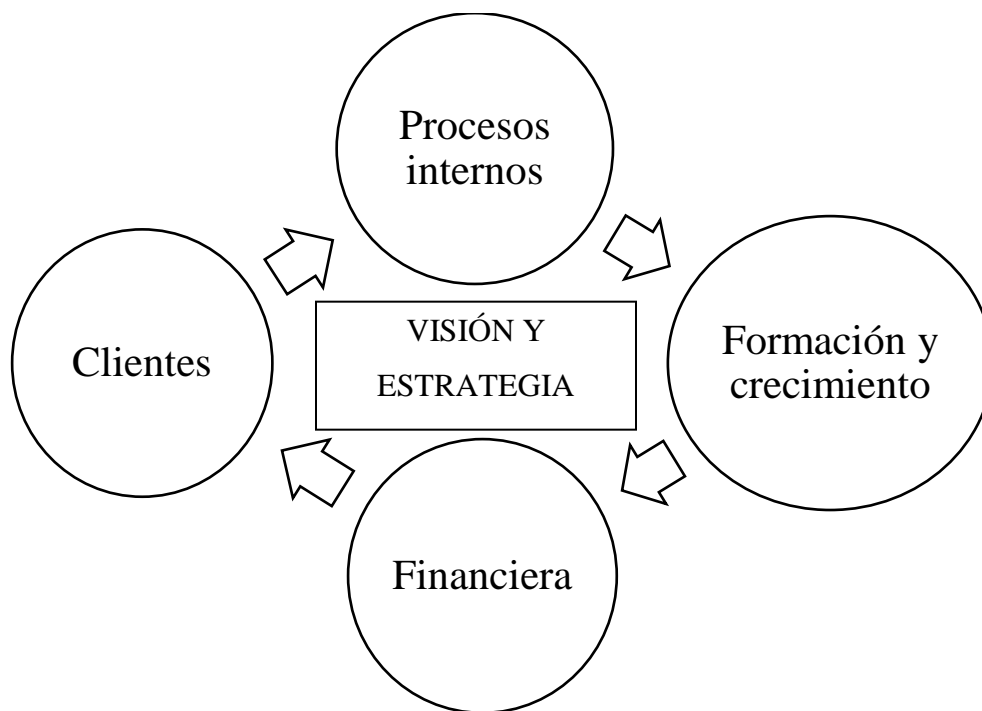 Procesos
internos
Clientes
VISIÓN Y
ESTRATEGIA
Formación y
crecimiento
Financiera